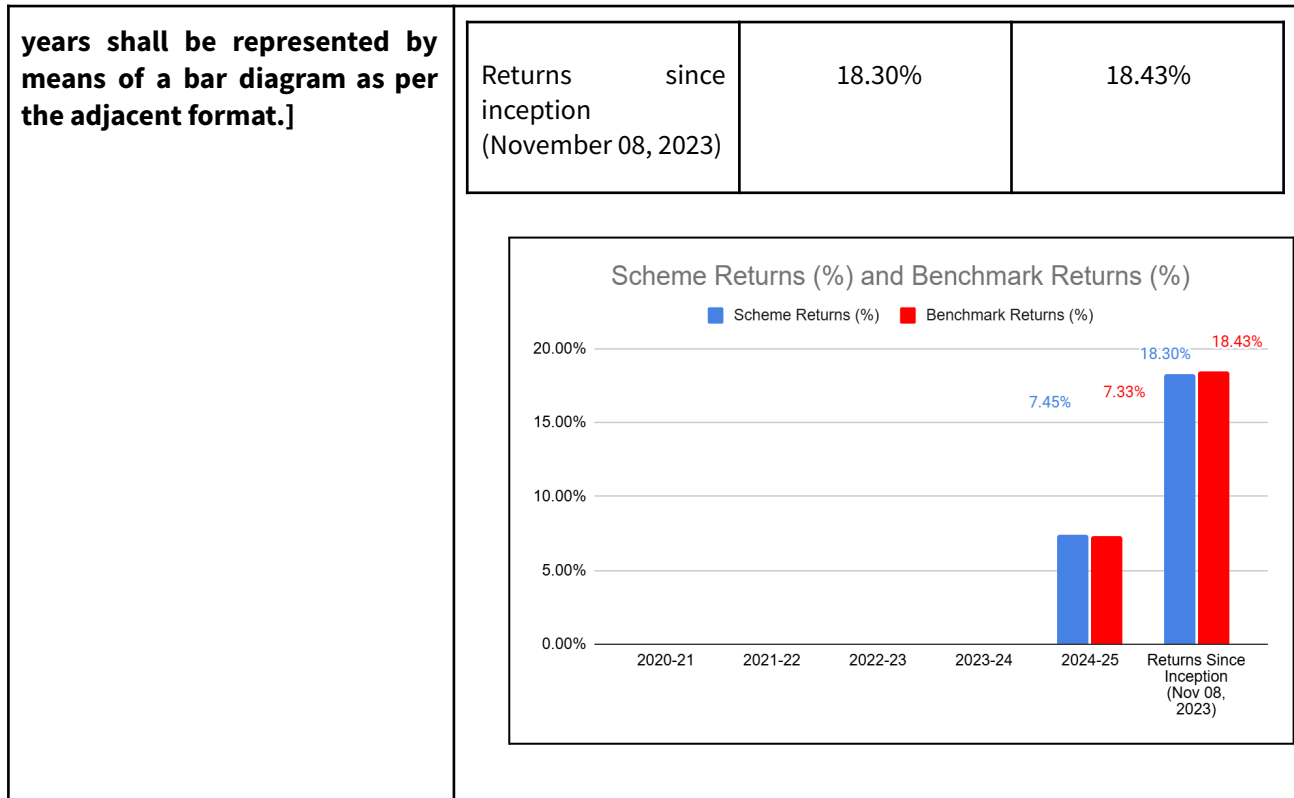 years shall be represented by
means of a bar diagram as per
the adjacent format.]
Returns since
inception
(November 08, 2023)
18.30%
18.43%
Scheme Returns (%) and Benchmark Returns (%)
Scheme Returns (%)
Benchmark Returns (%)
20.00%
15.00%
10.00%
5.00%
0.00%
7.45%
7.33%
18.30%
18.43%
2020-21
2021-22
2022-23
2023-24
2024-25
Returns Since
Inception
(Nov 08,
2023)